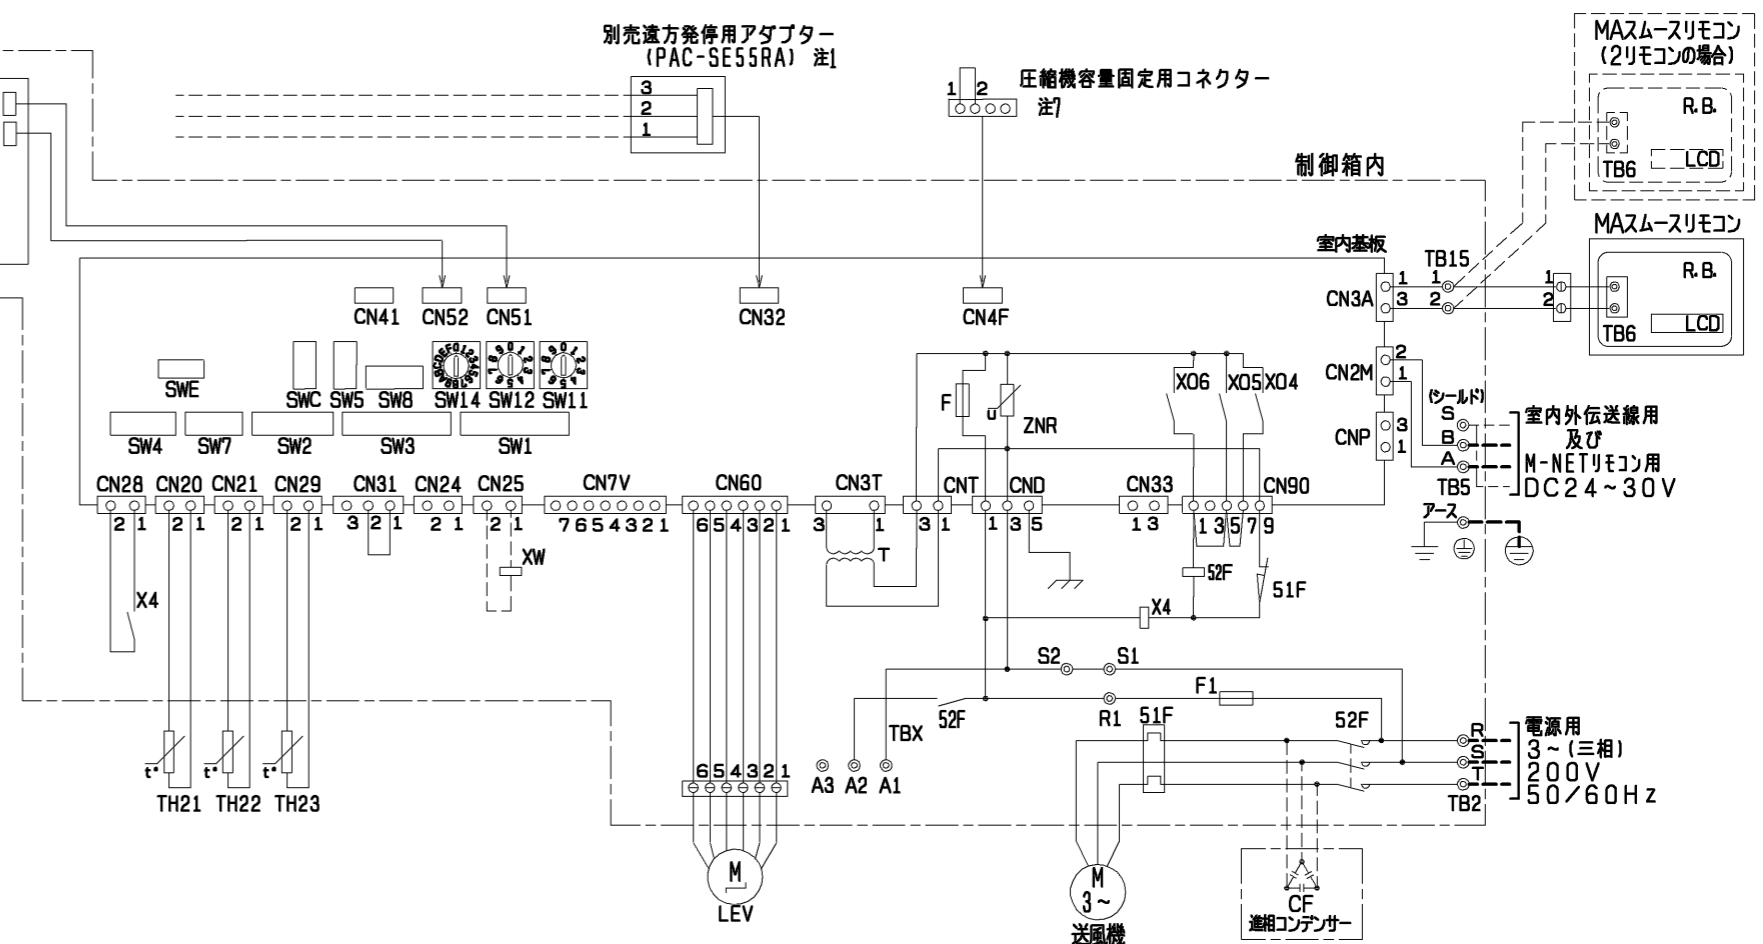 別売遠方発停用アダプター
(PAC-SE55RA) 注1
3
2
1
1 2
圧縮機容量固定用コネクター
注7
MAスムースリモコン
(2リモコンの場合)
R.B.
LCD
TB6
制御箱内
MAスムースリモコン
R.B.
LCD
TB6
室内基板
TB15
CN3A
1 1 1
3 2 2
CN41 CN52 CN51 CN32 CN4F
SWE SWC SW5 SW8 SW14 SW12 SW11
SW4 SW7 SW2 SW3 SW1
F
u
ZNR
X06 X05 X04
CN2M
2
1
CNP
3
1
(シールド)
S
B
A
TB5
室内外伝送線用
及び
M-NETリモコン用
DC24~30V
アース
CN28 CN20 CN21 CN29 CN31 CN24 CN25 CN7V CN60 CN3T CNT CND CN33 CN90
2 1 2 1 2 1 2 1 3 2 1 2 1 2 1 7 6 5 4 3 2 1 6 5 4 3 2 1 3 1 3 1 1 3 5 1 3 1 3 5 7 9
XW
T
52F
51F
X4
X4
S2 S1
F1
R1
52F
TBX
51F
52F
A3 A2 A1
R
S
T
TB2
電源用
3~(三相)
200V
50/60Hz
t°
t°
t°
TH21 TH22 TH23
6 5 4 3 2 1
M
LEV
M
3~
送風機
CF
進相コンデンサー